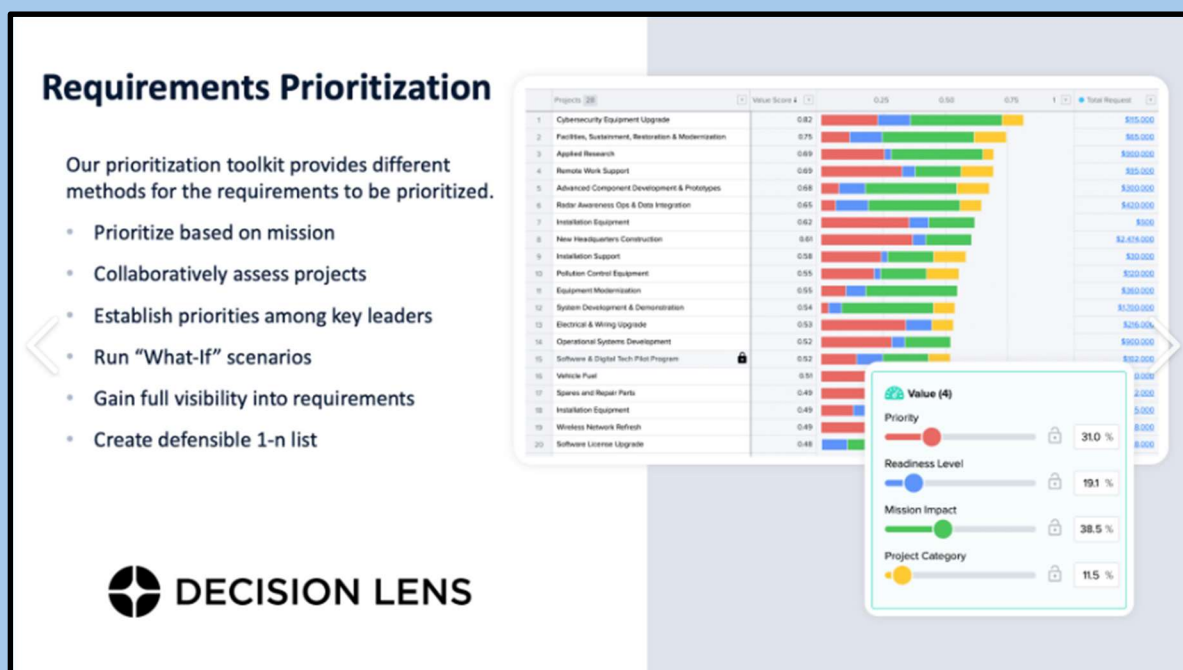 Requirements Prioritization
Our prioritization toolkit provides different
methods for the requirements to be prioritized.
• Prioritize based on mission
• Collaboratively assess projects
• Establish priorities among key leaders
• Run “What-If” scenarios
• Gain full visibility into requirements
• Create defensible 1-n list
DECISION LENS
Projects 28 Value Score 0.25 0.50 0.75 1 Total Request
1 Cybersecurity Equipment Upgrade 0.82 $115,000
2 Facilities, Sustainment, Restoration & Modernization 0.75 $65,000
3 Applied Research 0.69 $900,000
4 Remote Work Support 0.69 $95,000
5 Advanced Component Development & Prototypes 0.68 $300,000
6 Radar Awareness Ops & Data Integration 0.65 $420,000
7 Installation Equipment 0.62 $500
8 New Headquarters Construction 0.61 $2,474,000
9 Installation Support 0.58 $30,000
10 Pollution Control Equipment 0.55 $120,000
11 Equipment Modernization 0.55 $360,000
12 System Development & Demonstration 0.54 $1,700,000
13 Electrical & Wiring Upgrade 0.53 $216,000
14 Operational Systems Development 0.52 $900,000
15 Software & Digital Tech Pilot Program 0.52 $152,000
16 Vehicle Fuel 0.51
17 Spares and Repair Parts 0.49
18 Installation Equipment 0.49
19 Wireless Network Refresh 0.49
20 Software License Upgrade 0.48
Value (4)
Priority
31.0 %
Readiness Level
19.1 %
Mission Impact
38.5 %
Project Category
11.5 %